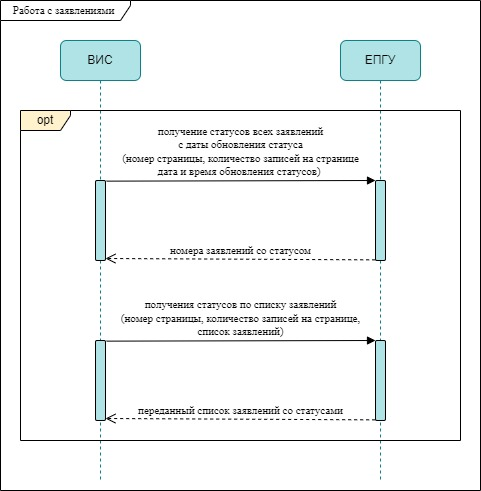 Работа с заявлениями
ВИС
ЕПГУ
opt
получение статусов всех заявлений
с даты обновления статуса
(номер страницы, количество записей на странице
дата и время обновления статусов)
номера заявлений со статусом
получения статусов по списку заявлений
(номер страницы, количество записей на странице,
список заявлений)
переданный список заявлений со статусами